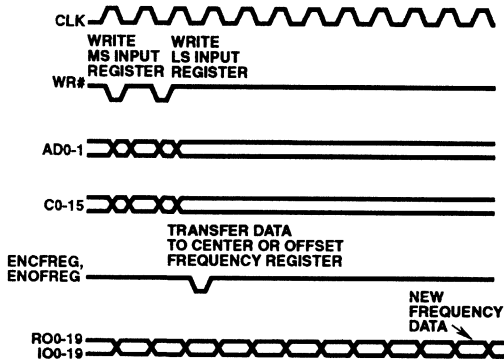 CLK
WRITE
MS INPUT
REGISTER
WRITE
LS INPUT
REGISTER
WR#
AD0-1
C0-15
TRANSFER DATA
TO CENTER OR OFFSET
FREQUENCY REGISTER
ENCFREG,
ENOFREG
NEW
FREQUENCY
DATA
RO0-19
IO0-19